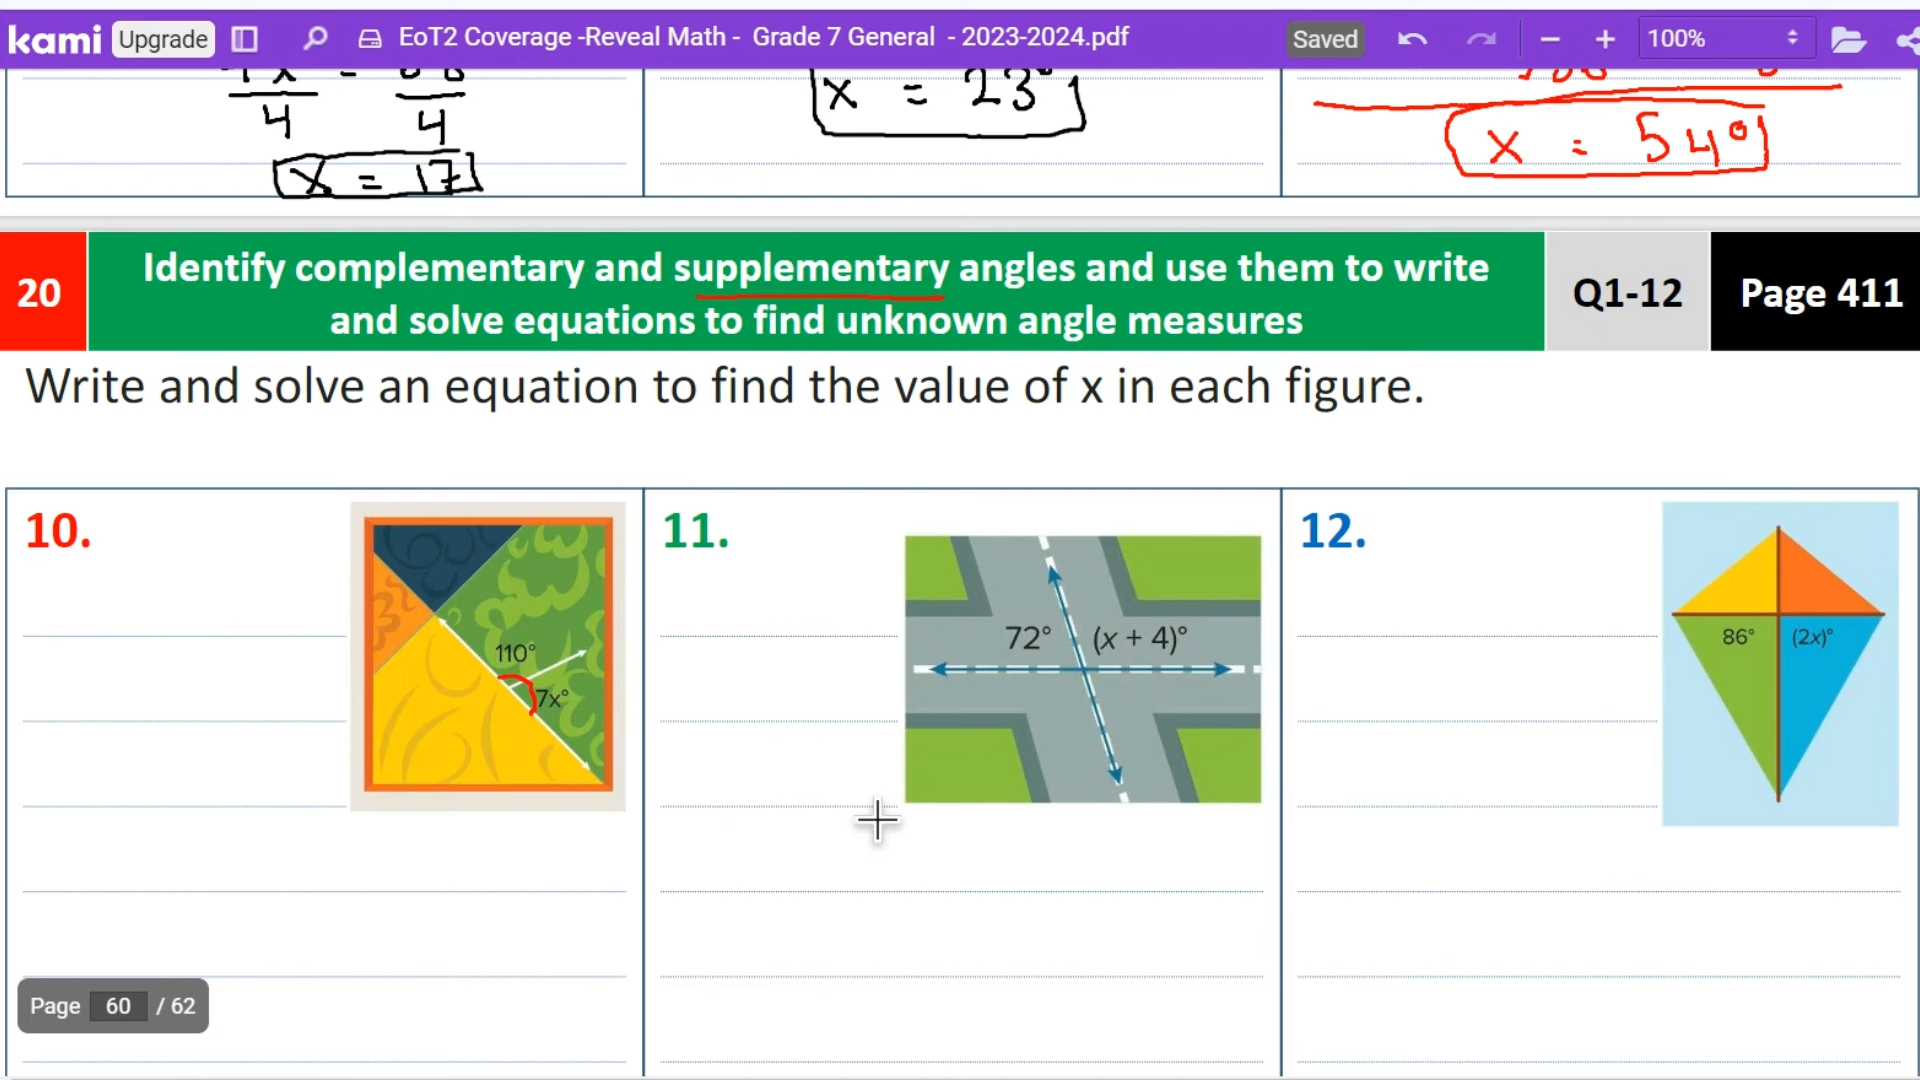 kami Upgrade EoT2 Coverage -Reveal Math - Grade 7 General - 2023-2024.pdf Saved 100%
4 4
x = 17
x = 23°
x = 54°
20 Identify complementary and supplementary angles and use them to write and solve equations to find unknown angle measures Q1-12 Page 411
Write and solve an equation to find the value of x in each figure.
10.
110°
7x°
11.
72° (x + 4)°
12.
86° (2x)°
Page 60 / 62